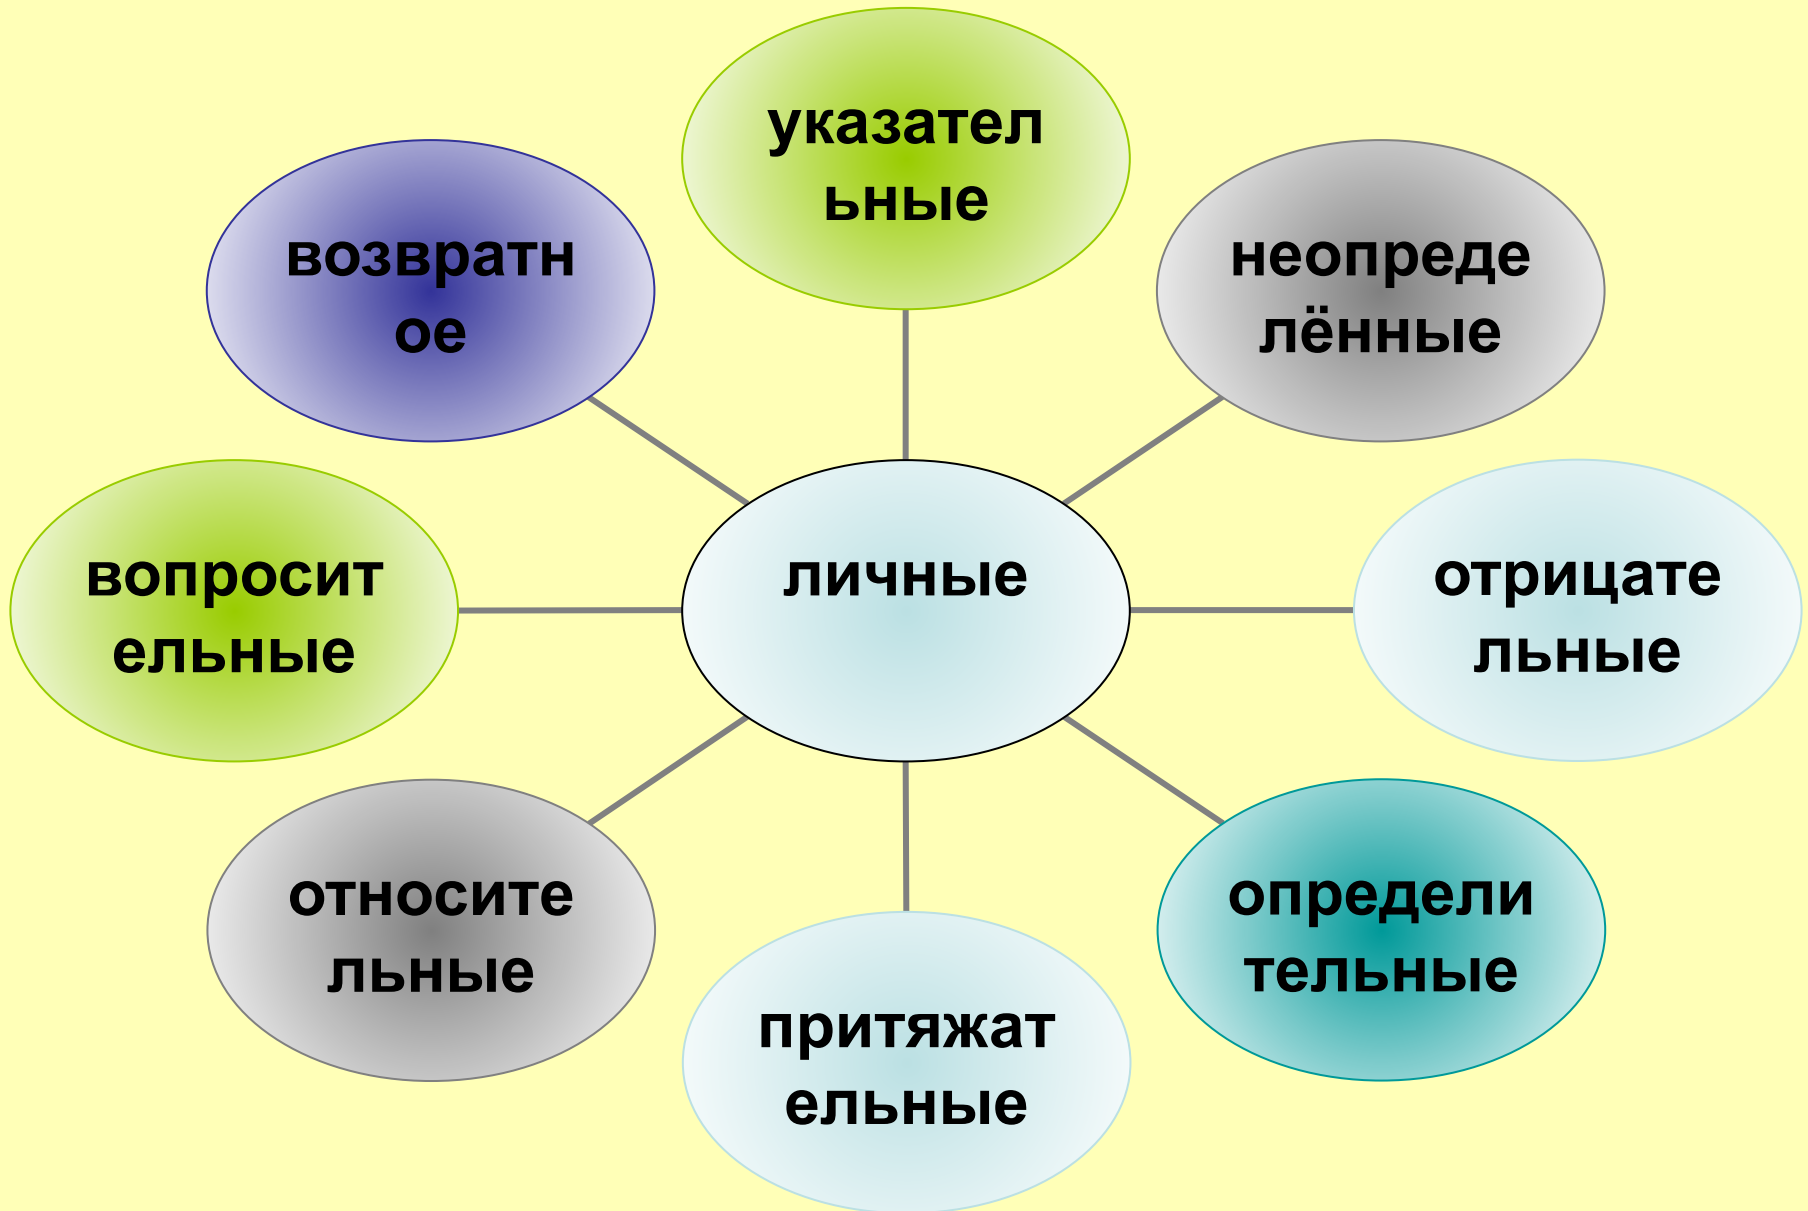 указател
ьные
возвратн
ое
неопреде
лённые
вопросит
ельные
личные
отрицате
льные
относите
льные
определи
тельные
притяжат
ельные